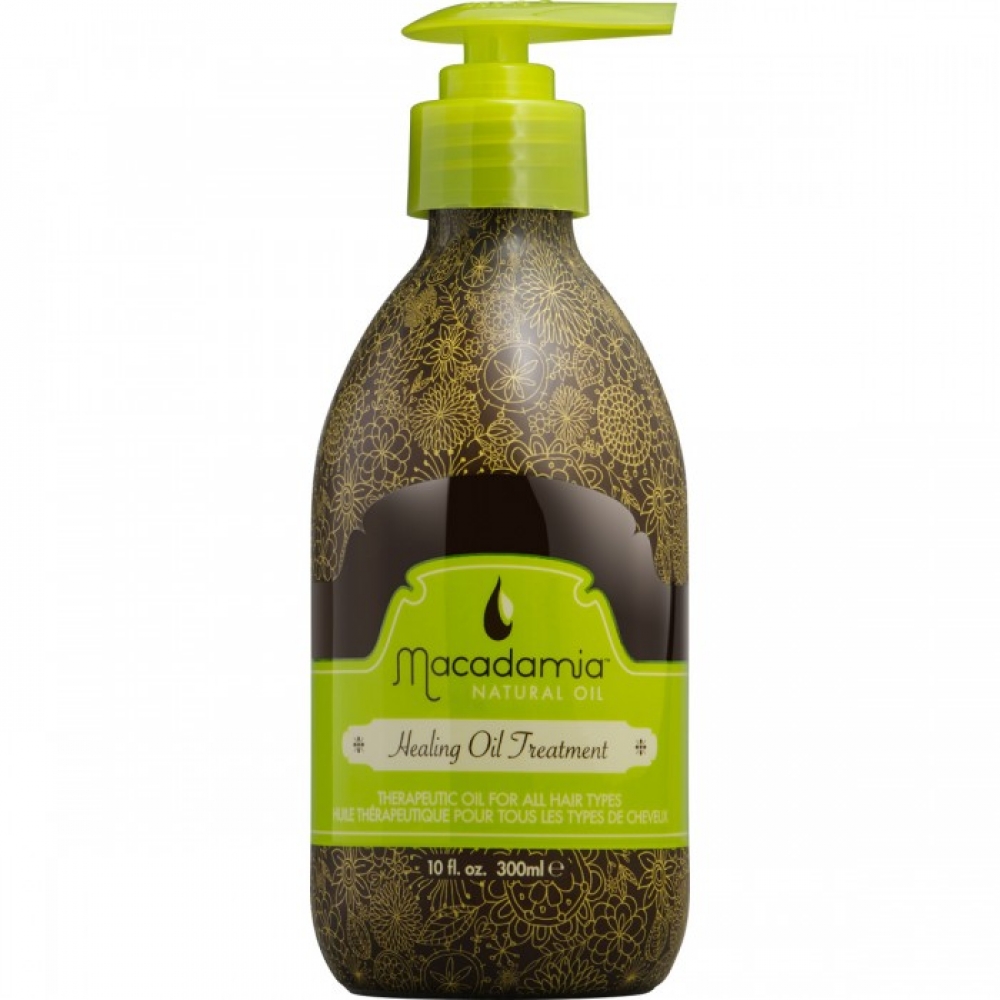 Macadamia™
NATURAL OIL
Healing Oil Treatment
THERAPEUTIC OIL FOR ALL HAIR TYPES
HUILE THÉRAPEUTIQUE POUR TOUS LES TYPES DE CHEVEUX
10 fl. oz. 300ml ℮